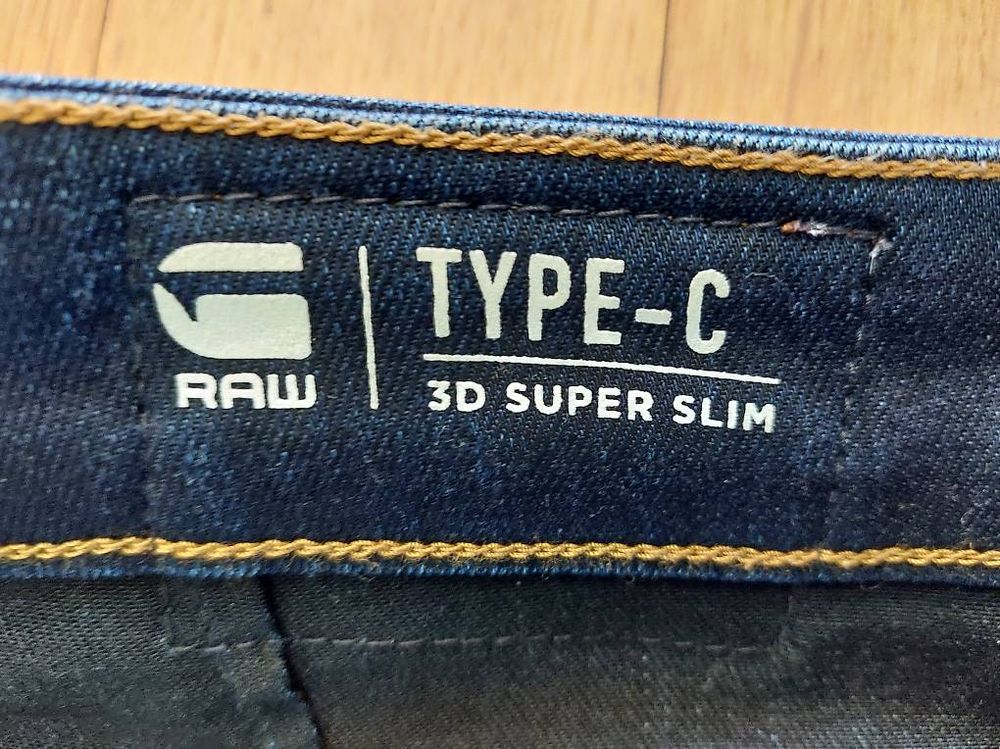 G
RAW
TYPE-C
3D SUPER SLIM